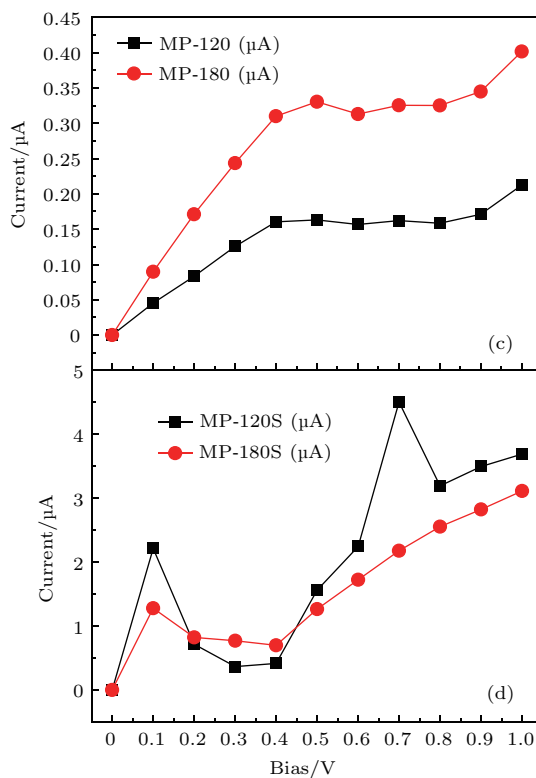 0.45
0.40
0.35
0.30
0.25
0.20
0.15
0.10
0.05
0
Current/µA
MP-120 (µA)
MP-180 (µA)
(c)
5
4
3
2
1
0
Current/µA
MP-120S (µA)
MP-180S (µA)
(d)
0 0.1 0.2 0.3 0.4 0.5 0.6 0.7 0.8 0.9 1.0
Bias/V